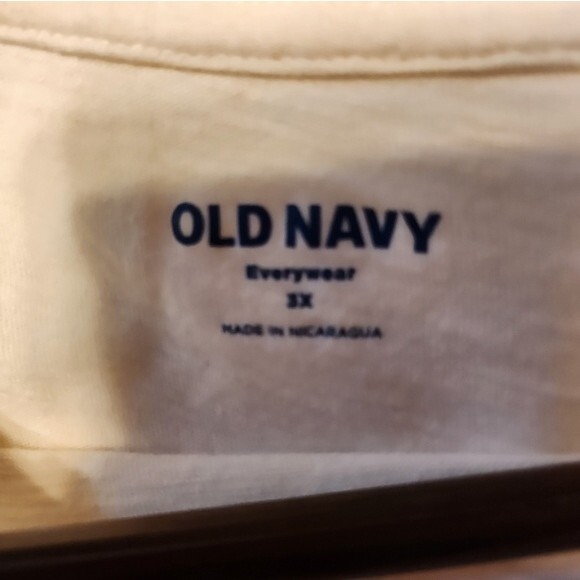 OLD NAVY
Everywear
3X
MADE IN NICARAGUA